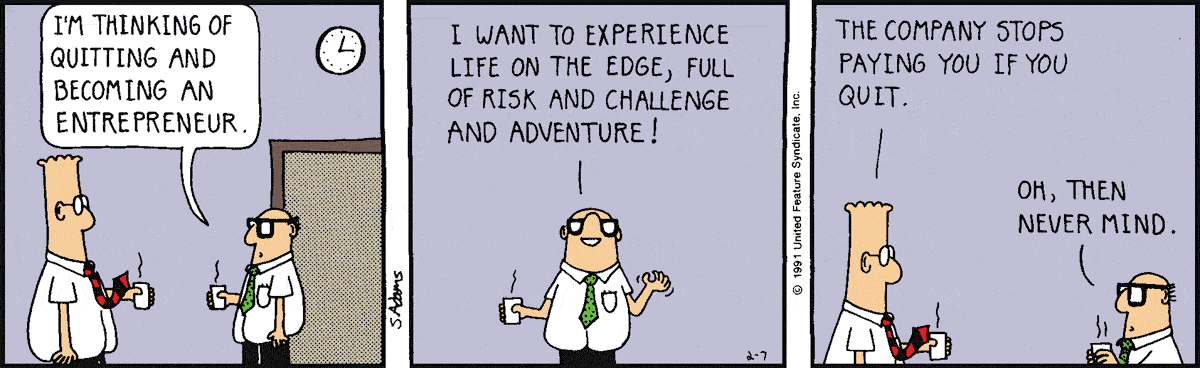 I'M THINKING OF
QUITTING AND
BECOMING AN
ENTREPRENEUR.
S Adams
I WANT TO EXPERIENCE
LIFE ON THE EDGE, FULL
OF RISK AND CHALLENGE
AND ADVENTURE!
2-7
© 1991 United Feature Syndicate, Inc.
THE COMPANY STOPS
PAYING YOU IF YOU
QUIT.
OH, THEN
NEVER MIND.